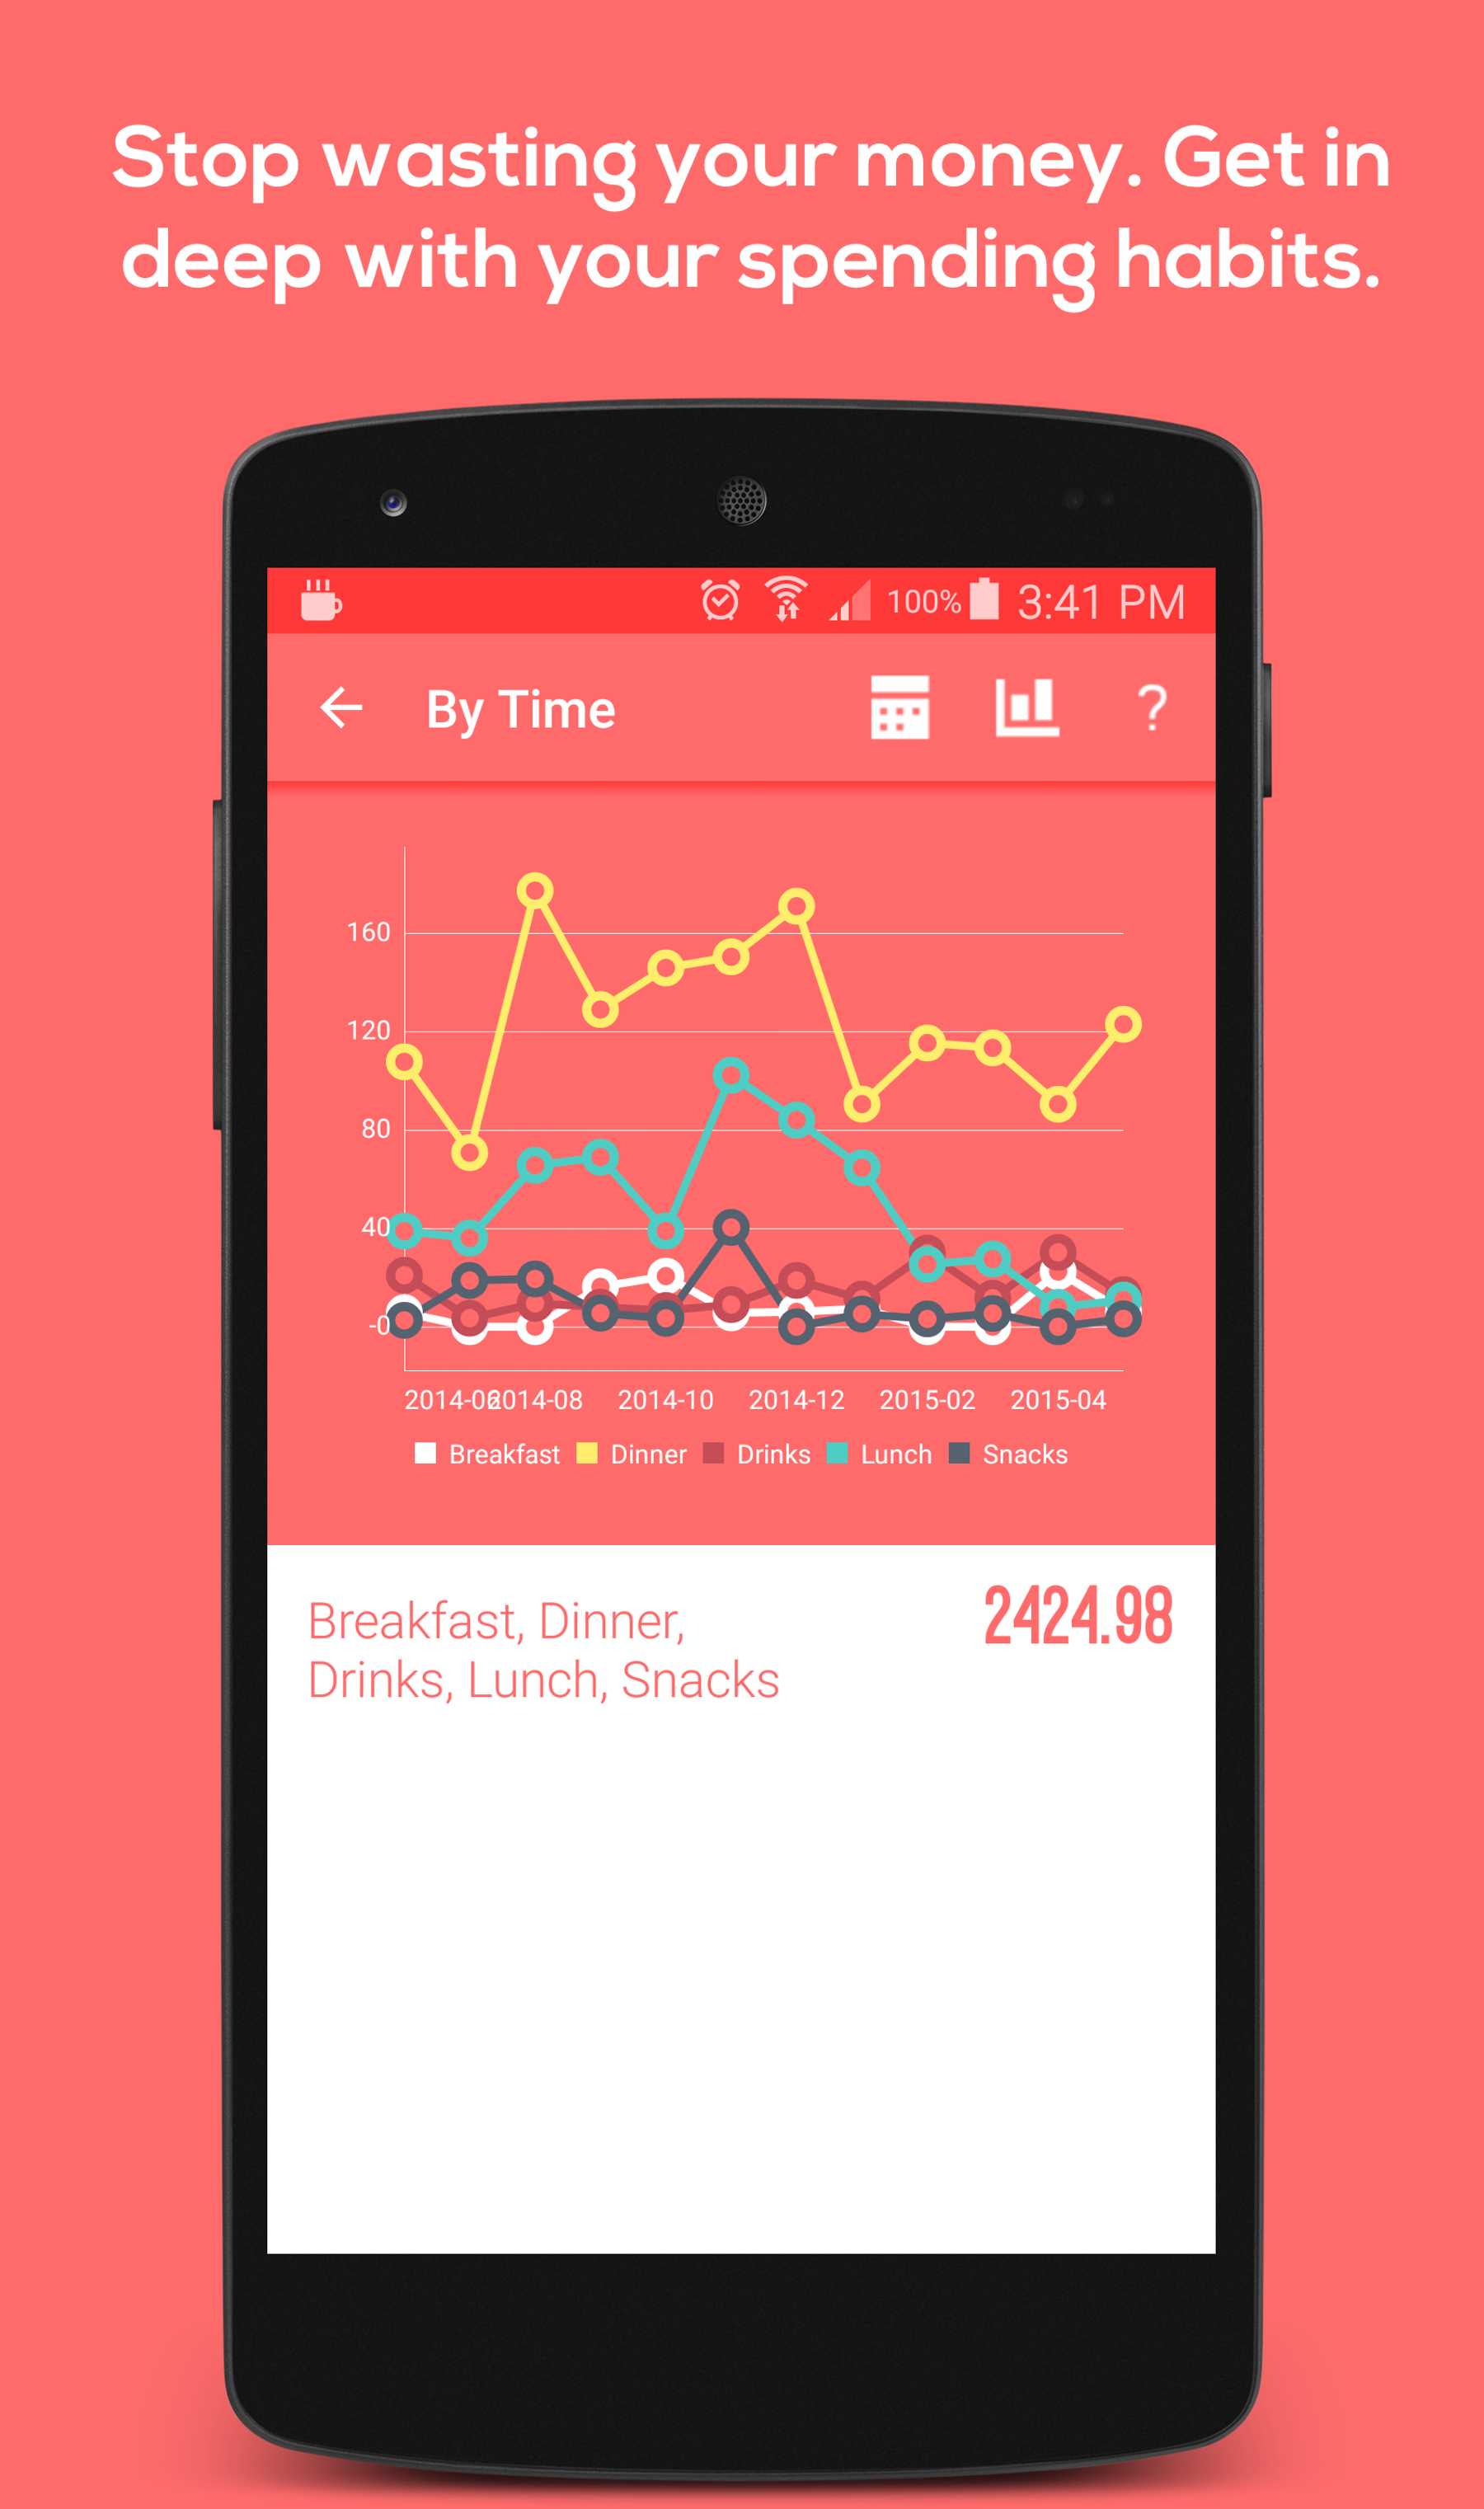 Stop wasting your money. Get in
deep with your spending habits.
100% 3:41 PM
By Time ?
160
120
80
40
-0
2014-06 2014-08 2014-10 2014-12 2015-02 2015-04
Breakfast Dinner Drinks Lunch Snacks
Breakfast, Dinner, 2424.98
Drinks, Lunch, Snacks